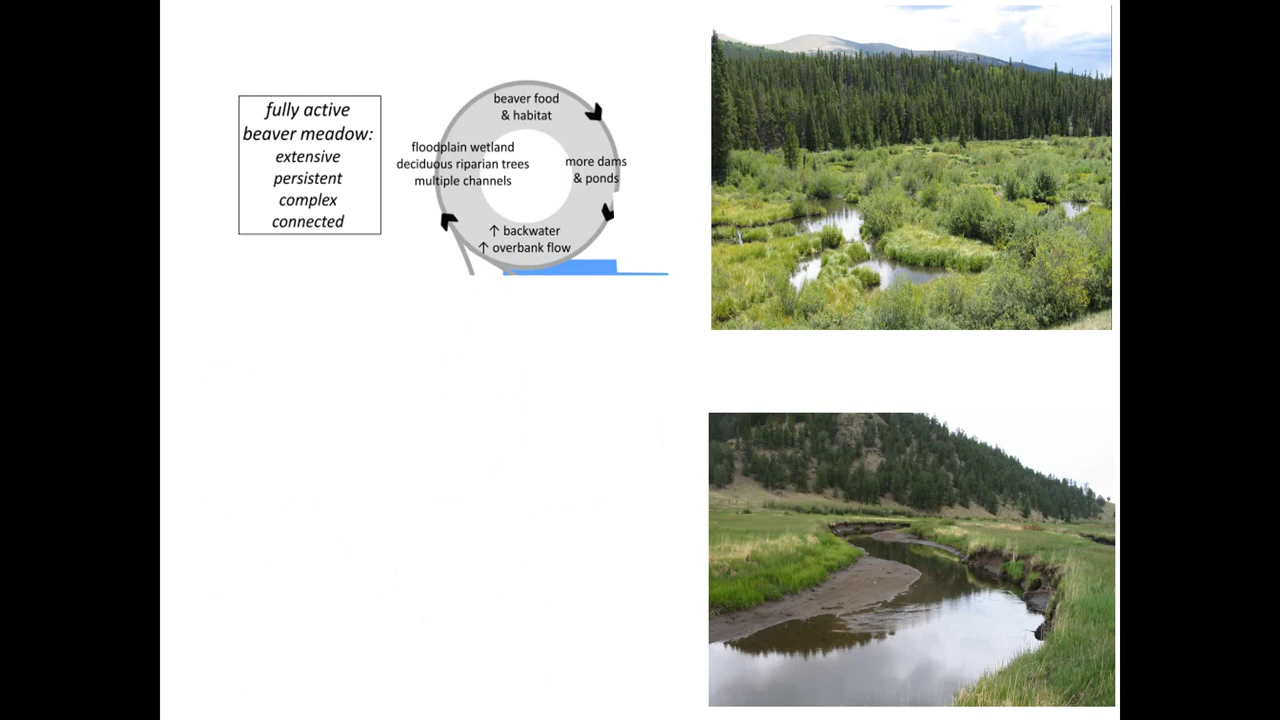 fully active
beaver meadow:
extensive
persistent
complex
connected
beaver food
& habitat
floodplain wetland
deciduous riparian trees
multiple channels
more dams
& ponds
↑ backwater
↑ overbank flow